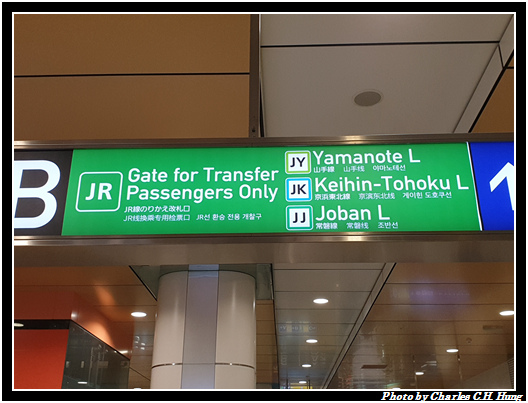 B
JR
Gate for Transfer
Passengers Only
JR線のりかえ改札口
JR线换乘专用检票口 JR선 환승 전용 개찰구
JY Yamanote L
山手線 山手线 야마노테선
JK Keihin-Tohoku L
京浜東北線 京滨东北线 게이힌 도호쿠선
JJ Joban L
常磐線 常磐线 조반선
1
Photo by Charles C.H. Hung